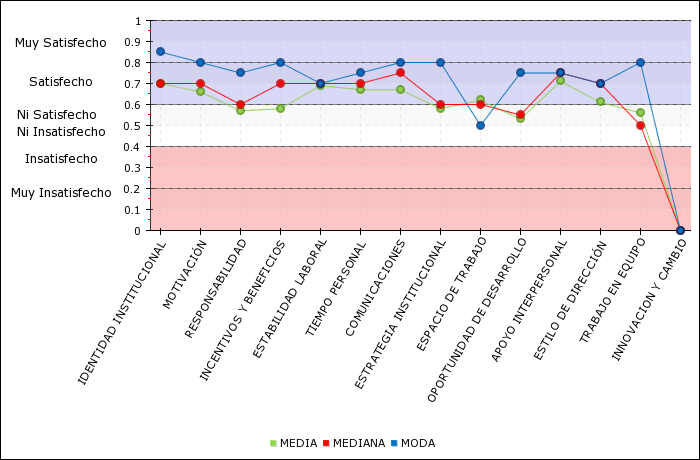 1
0.9
Muy Satisfecho
0.8
0.7
Satisfecho
0.6
Ni Satisfecho
0.5
Ni Insatisfecho
0.4
Insatisfecho
0.3
0.2
Muy Insatisfecho
0.1
0
IDENTIDAD INSTITUCIONAL
MOTIVACIÓN
RESPONSABILIDAD
INCENTIVOS Y BENEFICIOS
ESTABILIDAD LABORAL
TIEMPO PERSONAL
COMUNICACIONES
ESTRATEGIA INSTITUCIONAL
ESPACIO DE TRABAJO
OPORTUNIDAD DE DESARROLLO
APOYO INTERPERSONAL
ESTILO DE DIRECCIÓN
TRABAJO EN EQUIPO
INNOVACION Y CAMBIO
MEDIA MEDIANA MODA